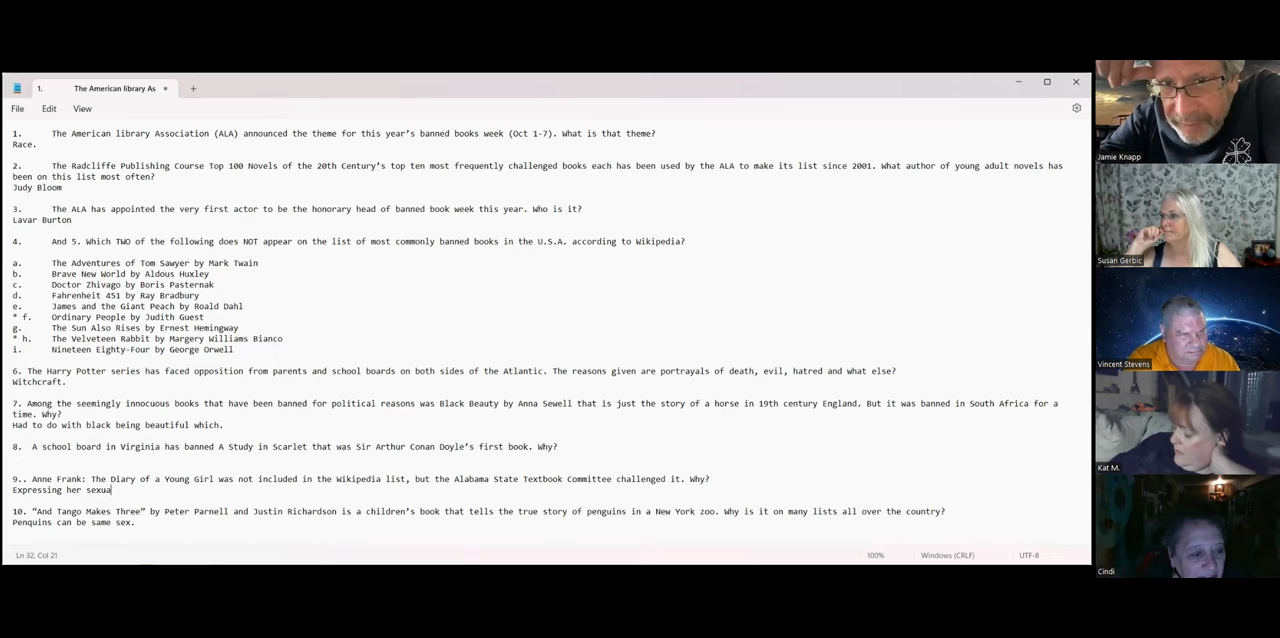 1. The American library As
File Edit View
1. The American library Association (ALA) announced the theme for this year’s banned books week (Oct 1-7). What is that theme?
Race.
2. The Radcliffe Publishing Course Top 100 Novels of the 20th Century’s top ten most frequently challenged books each has been used by the ALA to make its list since 2001. What author of young adult novels has
been on this list most often?
Judy Bloom
3. The ALA has appointed the very first actor to be the honorary head of banned book week this year. Who is it?
Lavar Burton
4. And 5. Which TWO of the following does NOT appear on the list of most commonly banned books in the U.S.A. according to Wikipedia?
a. The Adventures of Tom Sawyer by Mark Twain
b. Brave New World by Aldous Huxley
c. Doctor Zhivago by Boris Pasternak
d. Fahrenheit 451 by Ray Bradbury
e. James and the Giant Peach by Roald Dahl
* f. Ordinary People by Judith Guest
g. The Sun Also Rises by Ernest Hemingway
* h. The Velveteen Rabbit by Margery Williams Bianco
i. Nineteen Eighty-Four by George Orwell
6. The Harry Potter series has faced opposition from parents and school boards on both sides of the Atlantic. The reasons given are portrayals of death, evil, hatred and what else?
Witchcraft.
7. Among the seemingly innocuous books that have been banned for political reasons was Black Beauty by Anna Sewell that is just the story of a horse in 19th century England. But it was banned in South Africa for a
time. Why?
Had to do with black being beautiful which.
8. A school board in Virginia has banned A Study in Scarlet that was Sir Arthur Conan Doyle’s first book. Why?
9.. Anne Frank: The Diary of a Young Girl was not included in the Wikipedia list, but the Alabama State Textbook Committee challenged it. Why?
Expressing her sexua
10. “And Tango Makes Three” by Peter Parnell and Justin Richardson is a children’s book that tells the true story of penguins in a New York zoo. Why is it on many lists all over the country?
Penquins can be same sex.
Ln 32, Col 21 100% Windows (CRLF) UTF-8
Jamie Knapp
Susan Gerbic
Vincent Stevens
Kat M.
Cindi